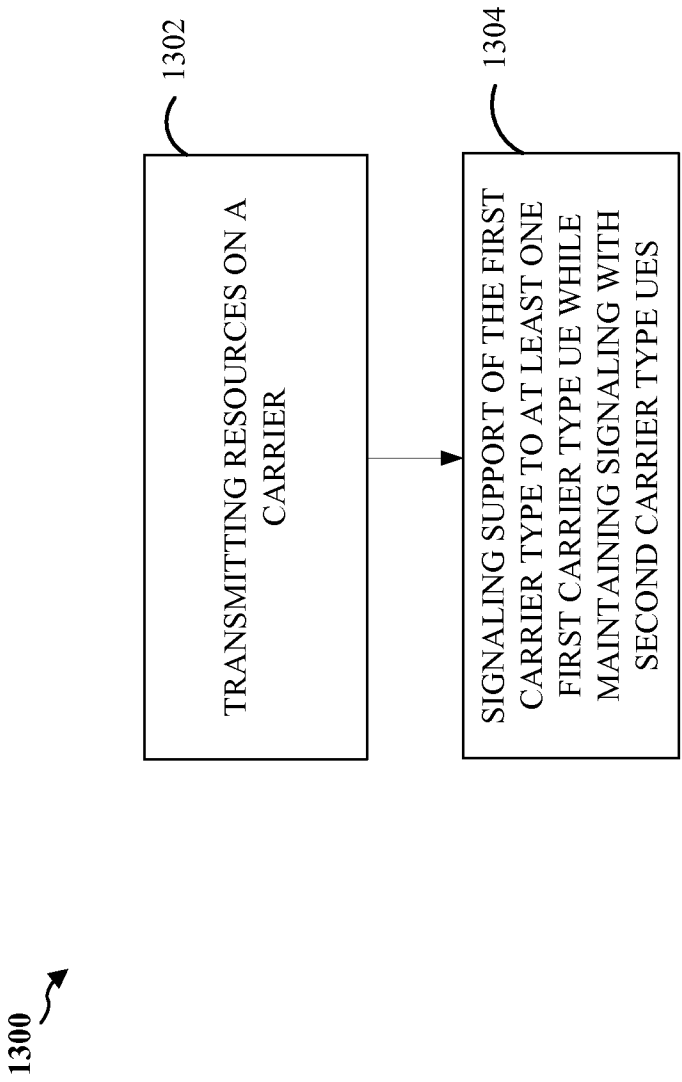 1300
TRANSMITTING RESOURCES ON A
CARRIER
1302
SIGNALING SUPPORT OF THE FIRST
CARRIER TYPE TO AT LEAST ONE
FIRST CARRIER TYPE UE WHILE
MAINTAINING SIGNALING WITH
SECOND CARRIER TYPE UES
1304